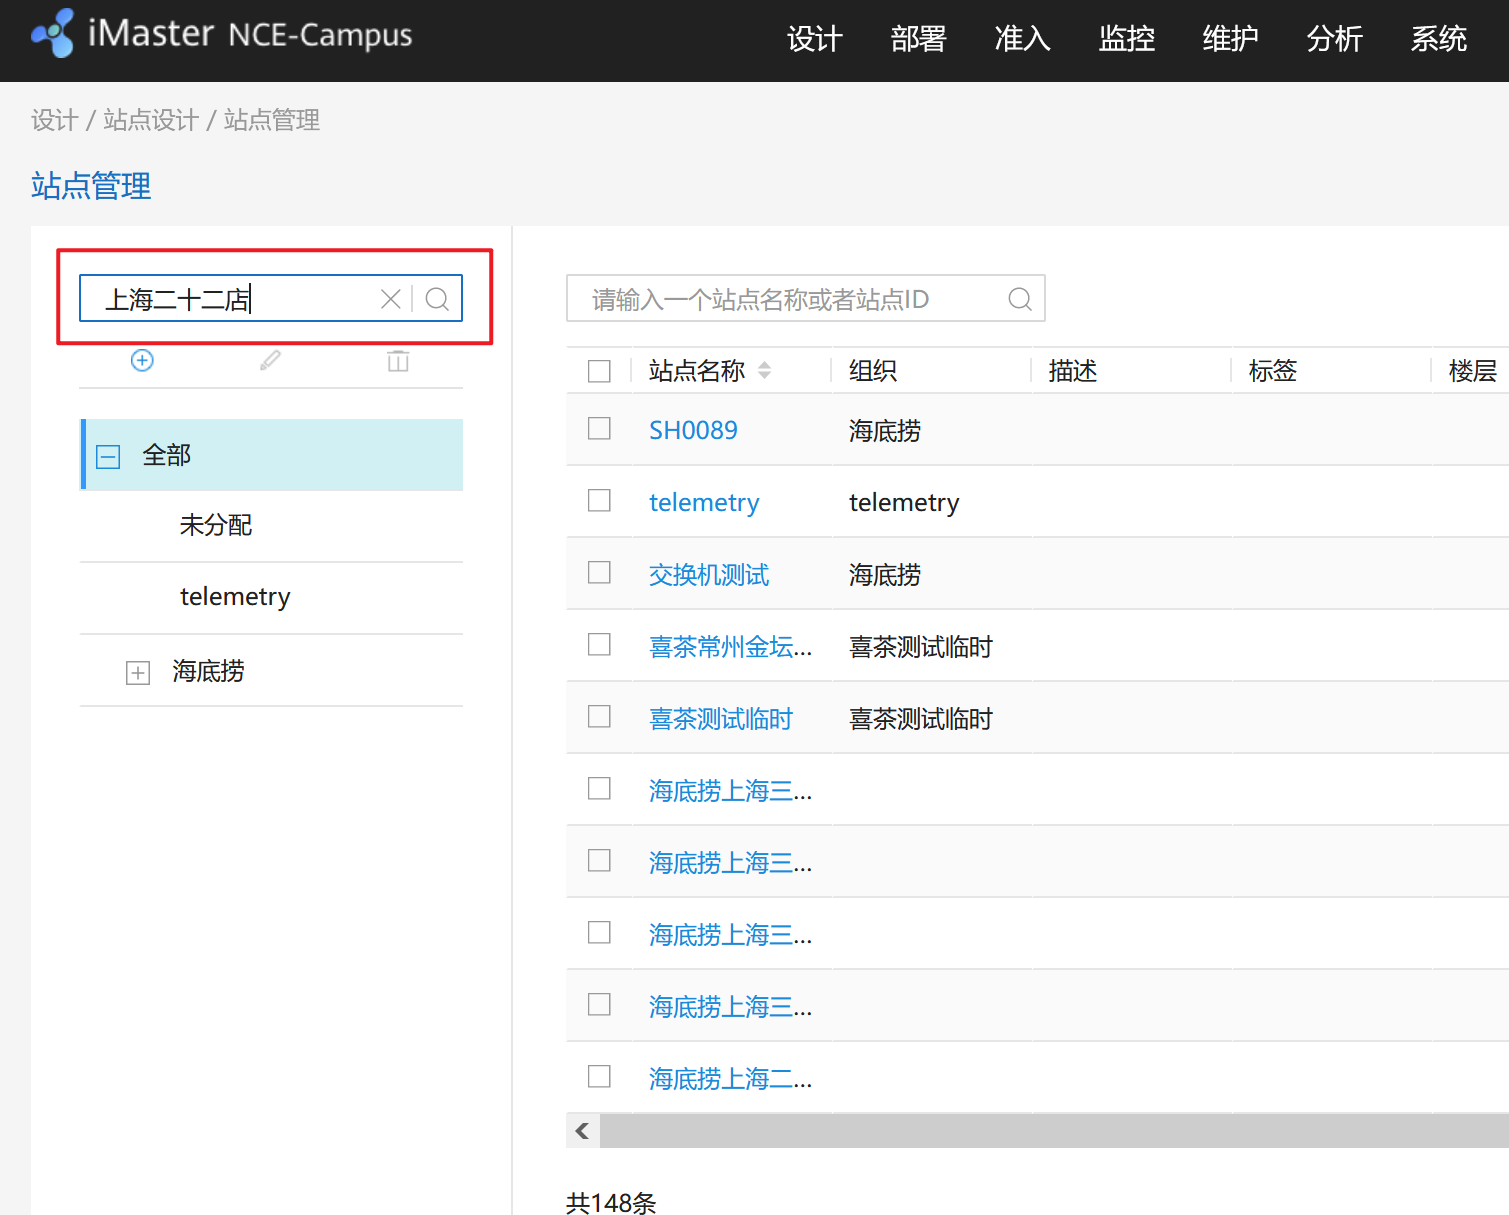 iMaster NCE-Campus
设计 部署 准入 监控 维护 分析 系统
设计 / 站点设计 / 站点管理
站点管理
上海二十二店
请输入一个站点名称或者站点ID
全部
未分配
telemetry
海底捞
站点名称 组织 描述 标签 楼层
SH0089 海底捞
telemetry telemetry
交换机测试 海底捞
喜茶常州金坛... 喜茶测试临时
喜茶测试临时 喜茶测试临时
海底捞上海三...
海底捞上海三...
海底捞上海三...
海底捞上海三...
海底捞上海二...
共148条